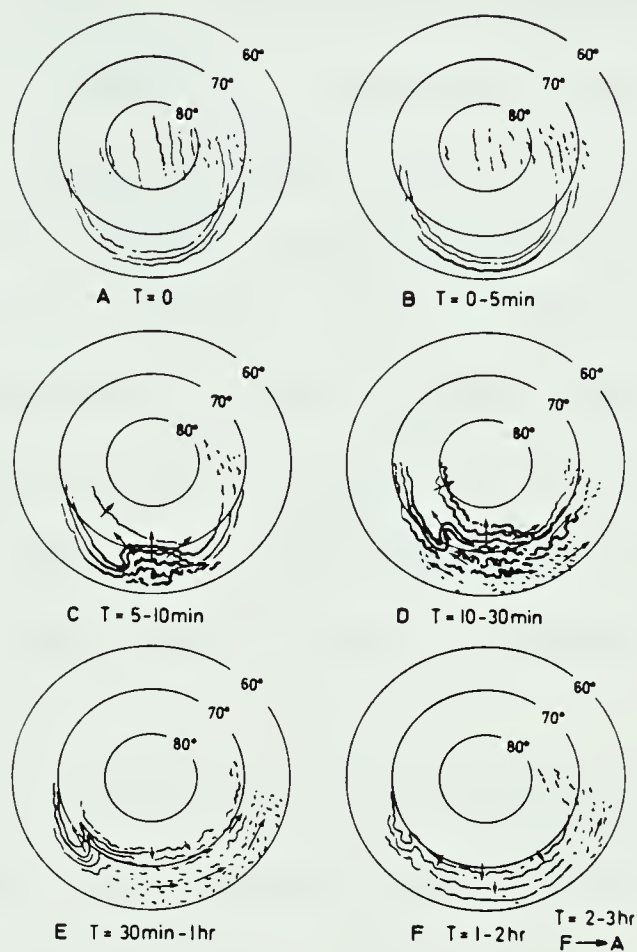 60°
70°
80°
A T = 0
60°
70°
80°
B T = 0-5min
60°
70°
80°
C T = 5-10min
60°
70°
80°
D T = 10-30min
60°
70°
80°
E T = 30min-1hr
60°
70°
80°
F T = 1-2hr
T = 2-3hr
F → A